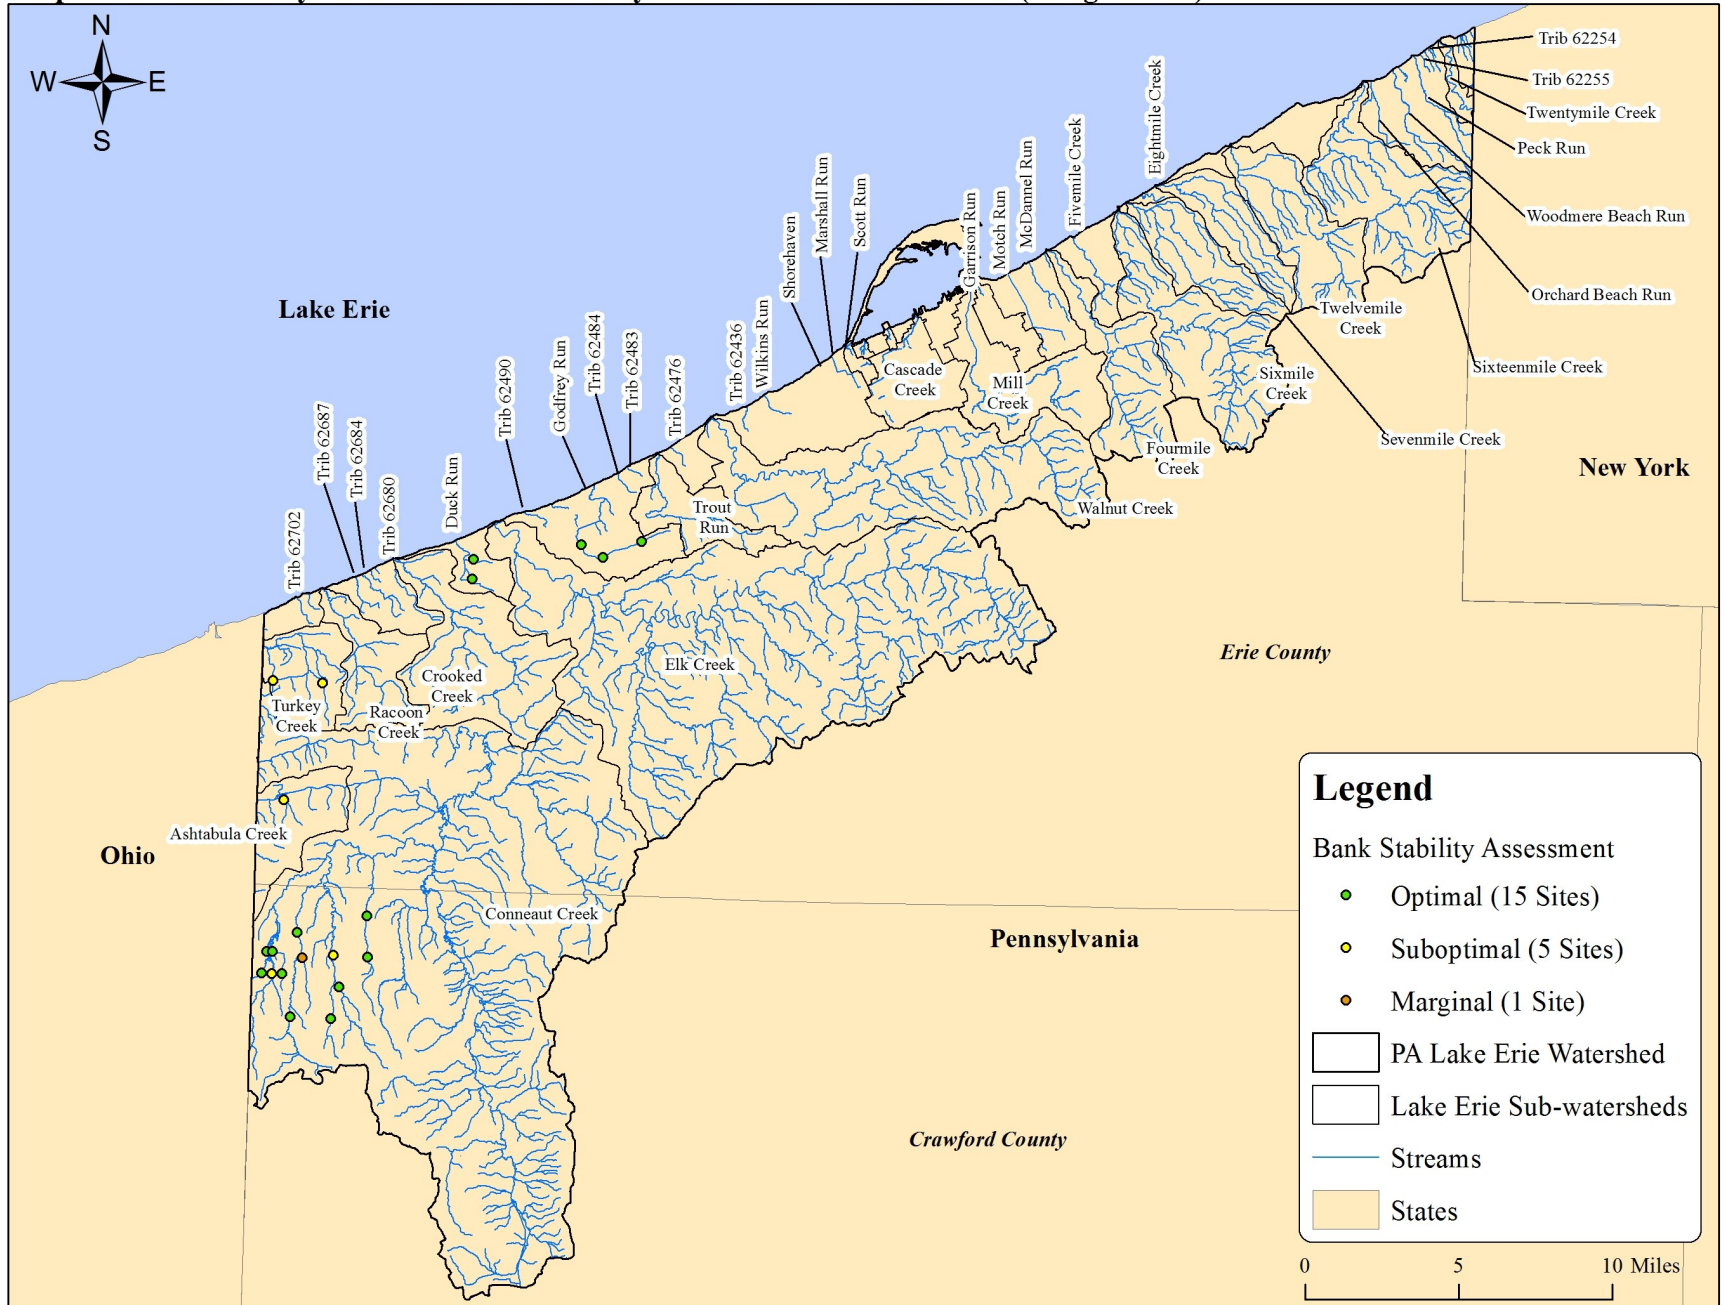 N
W E
S
Trib 62254
Trib 62255
Twentymile Creek
Peck Run
Woodmere Beach Run
Orchard Beach Run
Sixteenmile Creek
Twelvemile
Creek
Sevenmile Creek
Sixmile
Creek
Fourmile
Creek
Eightmile Creek
Fivemile Creek
McDannel Run
Motch Run
Garrison Run
Scott Run
Marshall Run
Shorehaven
Wilkins Run
Trib 62436
Trib 62476
Trib 62483
Trib 62484
Godfrey Run
Trib 62490
Duck Run
Trib 62680
Trib 62684
Trib 62687
Trib 62702
Lake Erie
Cascade
Creek
Mill
Creek
Walnut Creek
Trout
Run
Elk Creek
Crooked
Creek
Racoon
Creek
Turkey
Creek
Ashtabula Creek
Conneaut Creek
Ohio
New York
Pennsylvania
Erie County
Crawford County
Legend
Bank Stability Assessment
Optimal (15 Sites)
Suboptimal (5 Sites)
Marginal (1 Site)
PA Lake Erie Watershed
Lake Erie Sub-watersheds
Streams
States
0 5 10 Miles